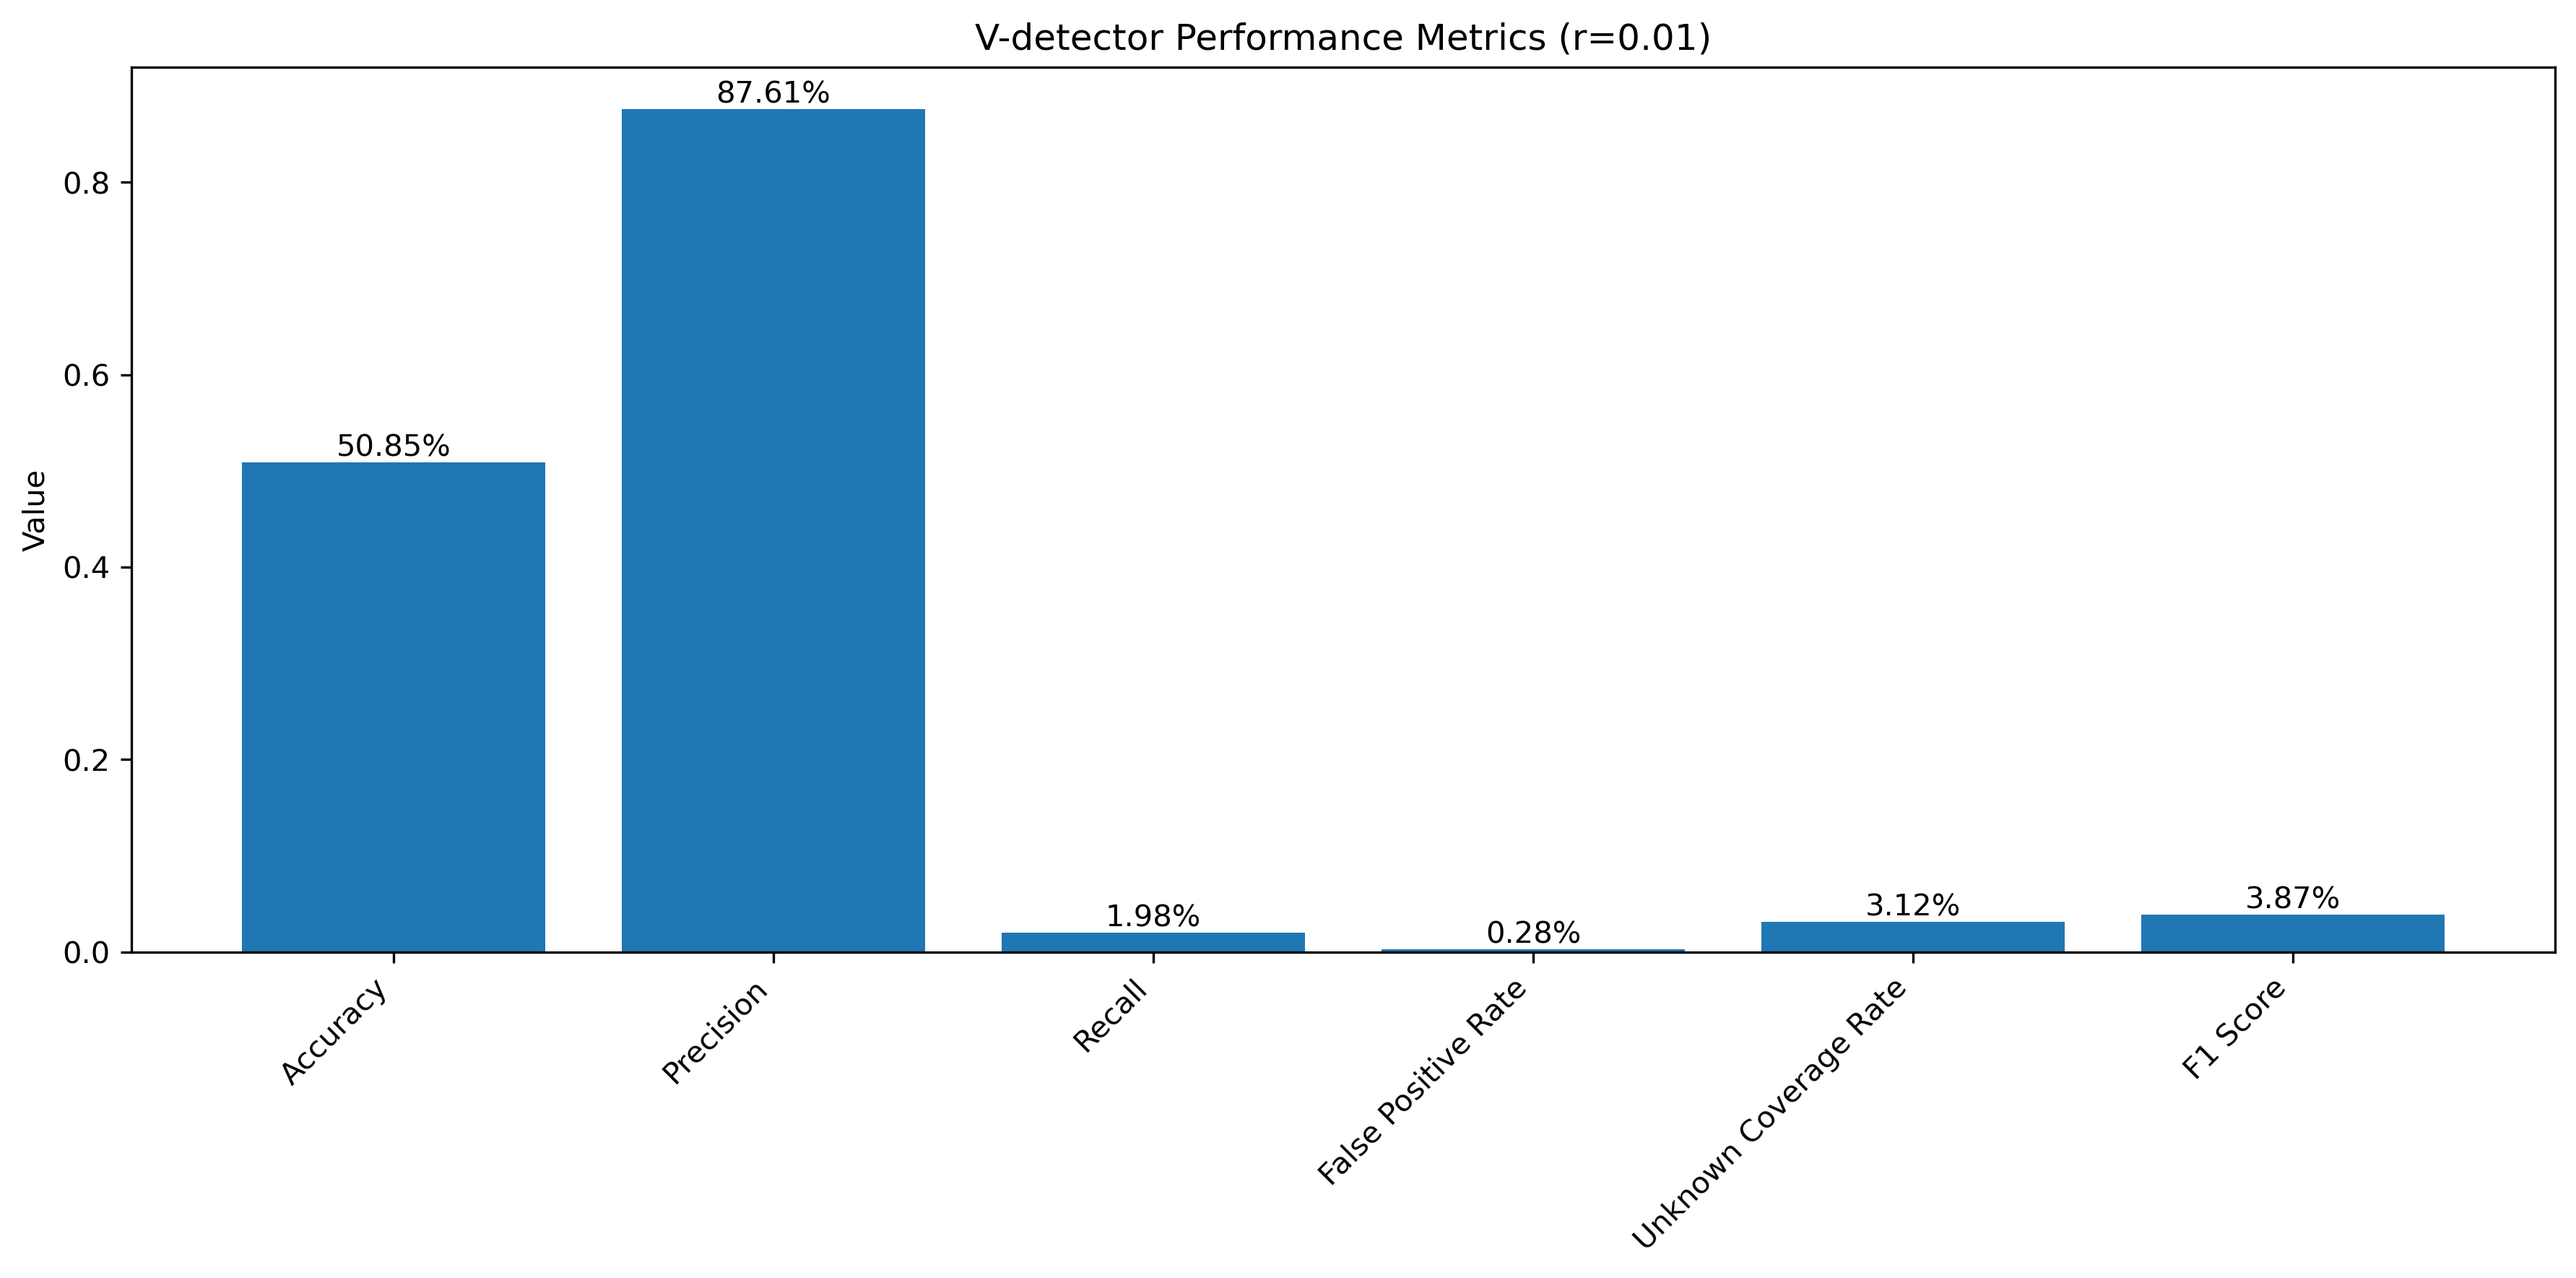 V-detector Performance Metrics (r=0.01)
87.61%
0.8
0.6
50.85%
Value
0.4
0.2
1.98%
0.28%
3.12%
3.87%
0.0
Accuracy
Precision
Recall
False Positive Rate
Unknown Coverage Rate
F1 Score